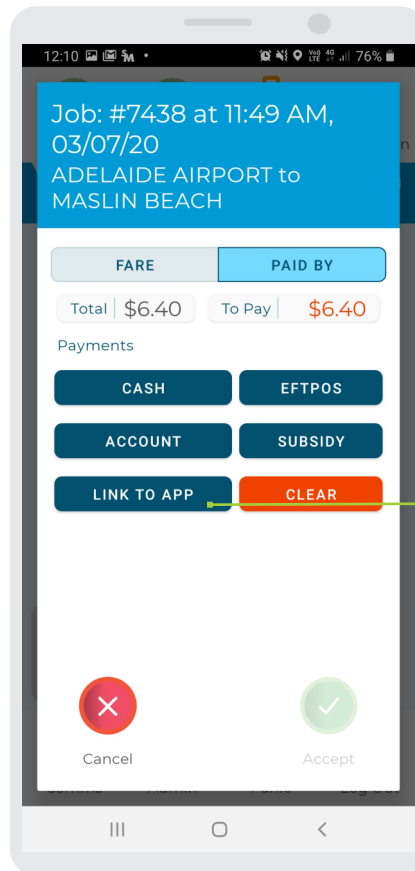 12:10 76%
Job: #7438 at 11:49 AM,
03/07/20
ADELAIDE AIRPORT to
MASLIN BEACH
FARE PAID BY
Total $6.40 To Pay $6.40
Payments
CASH EFTPOS
ACCOUNT SUBSIDY
LINK TO APP CLEAR
Cancel Accept